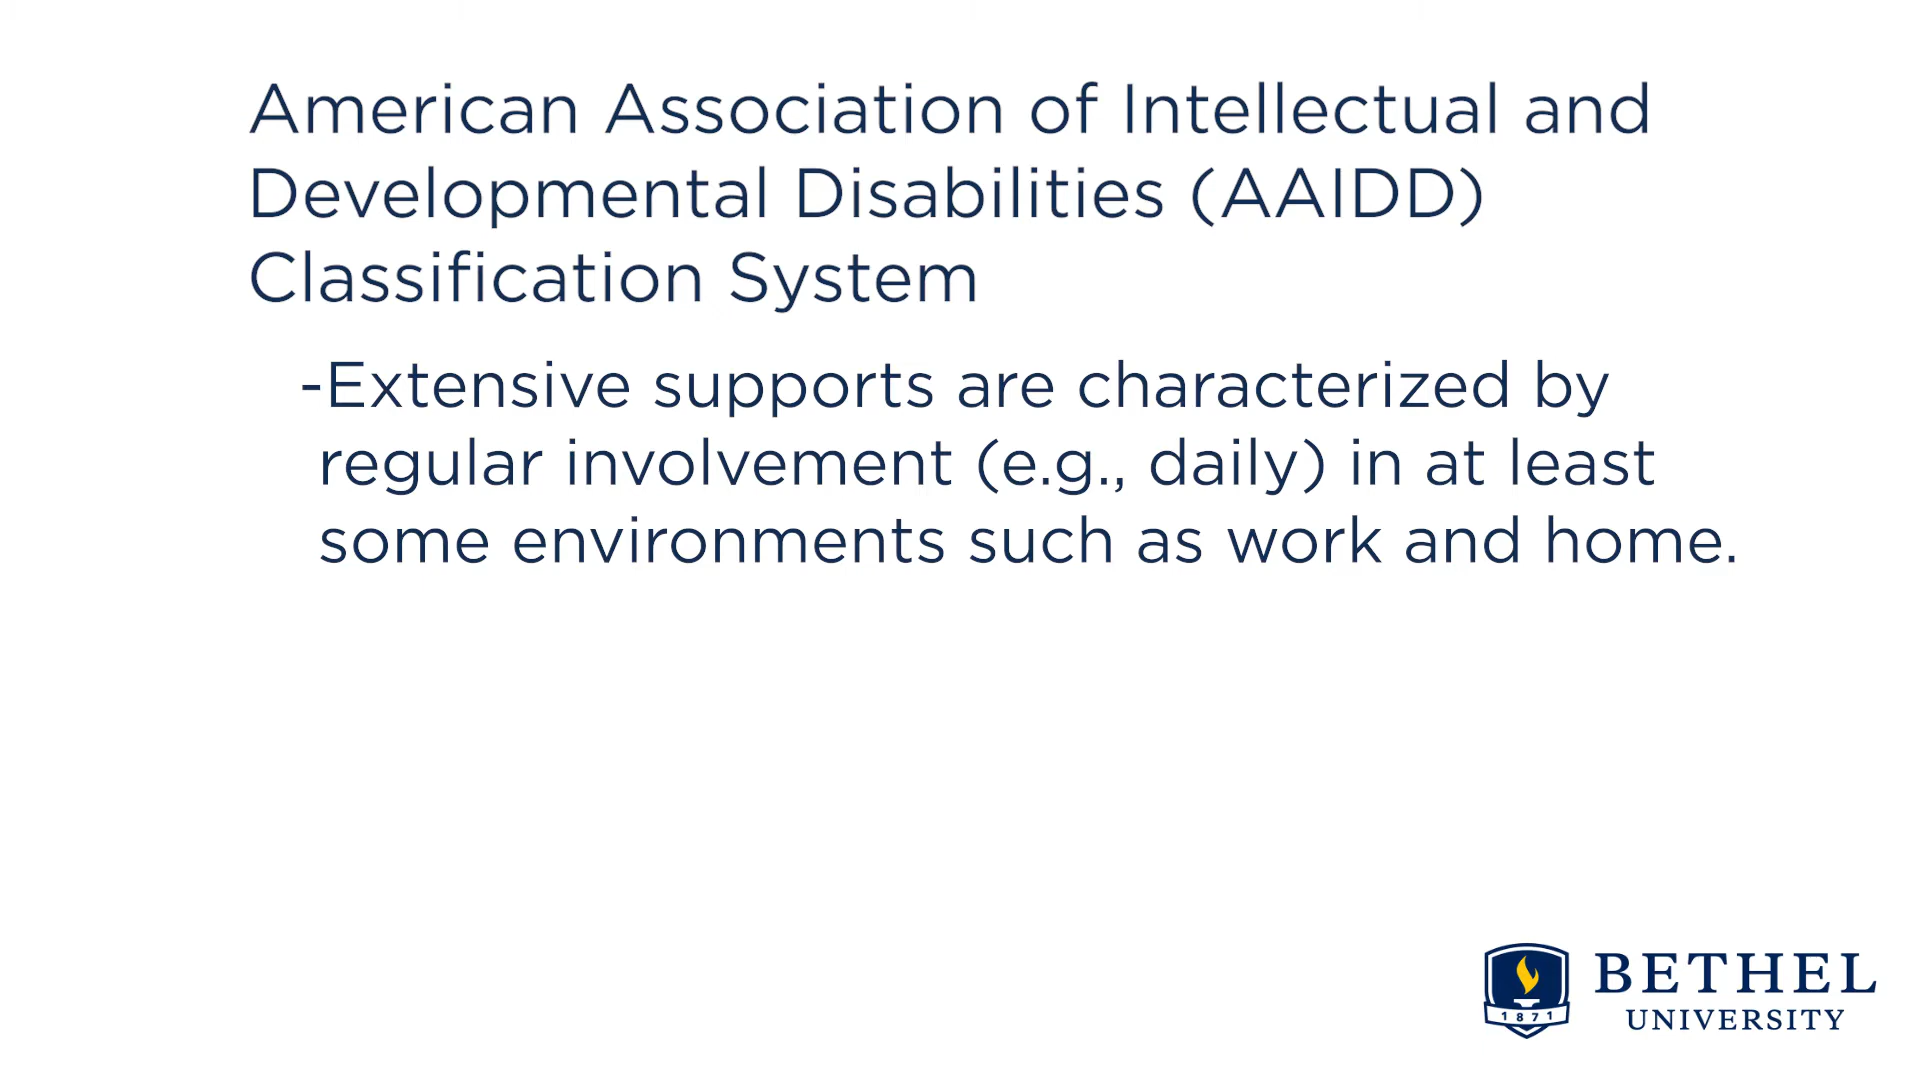 American Association of Intellectual and
Developmental Disabilities (AAIDD)
Classification System
-Extensive supports are characterized by
regular involvement (e.g., daily) in at least
some environments such as work and home.
1871
BETHEL
UNIVERSITY